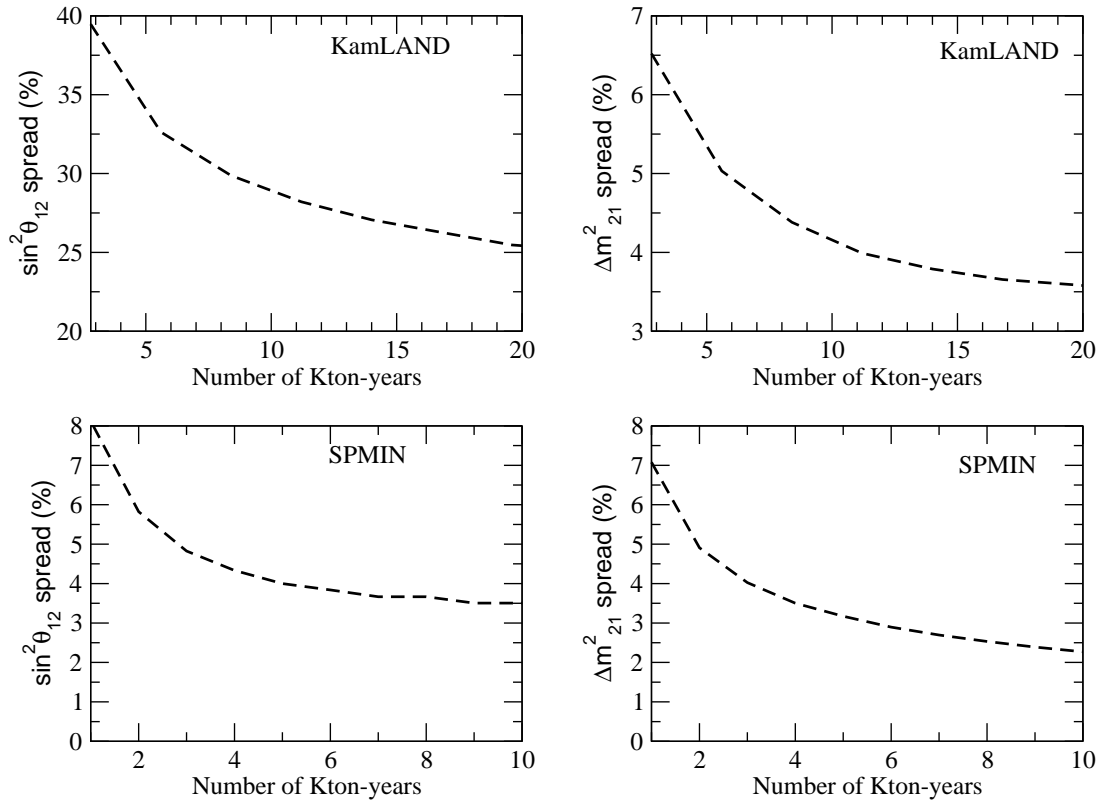 40
35
30
25
20
sin²θ₁₂ spread (%)
KamLAND
5 10 15 20
Number of Kton-years
7
6
5
4
3
Δm²₂₁ spread (%)
KamLAND
5 10 15 20
Number of Kton-years
8
7
6
5
4
3
2
1
0
sin²θ₁₂ spread (%)
SPMIN
2 4 6 8 10
Number of Kton-years
8
7
6
5
4
3
2
1
0
Δm²₂₁ spread (%)
SPMIN
2 4 6 8 10
Number of Kton-years